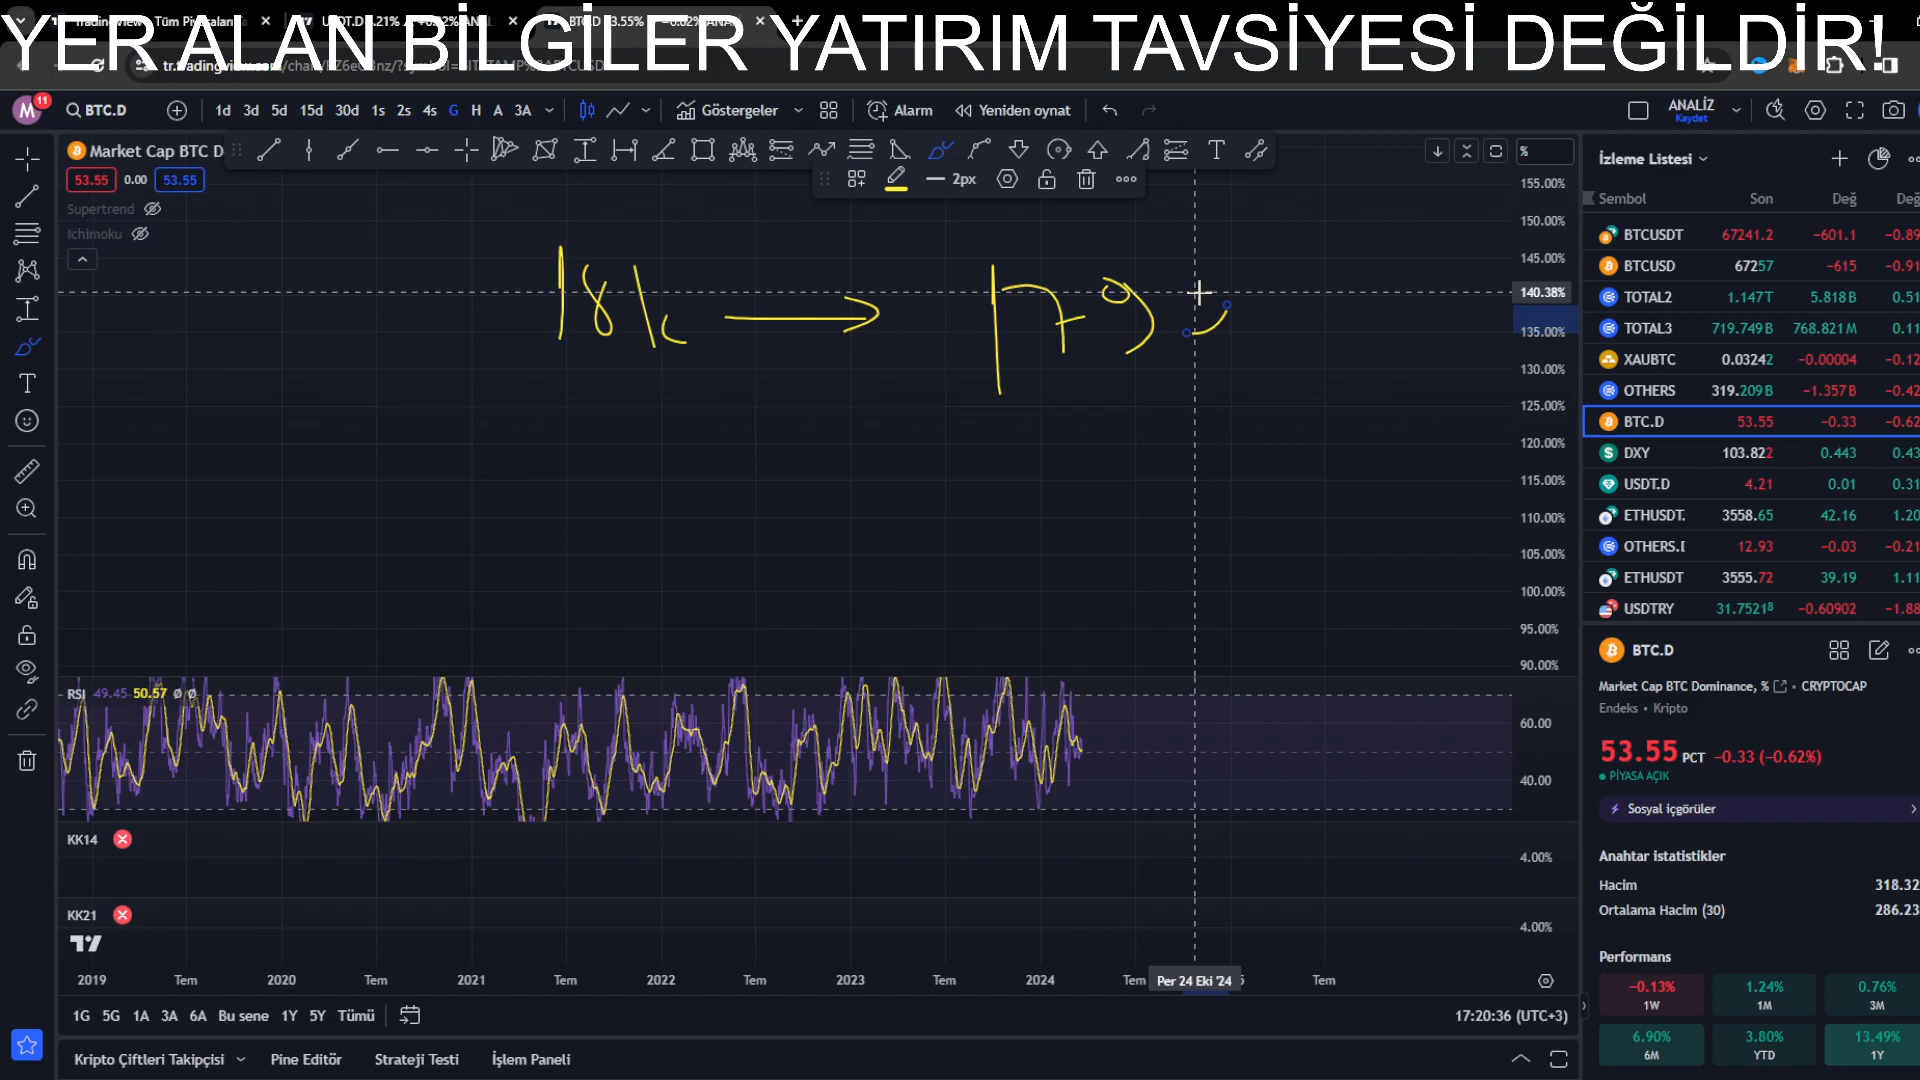 YER ALAN BİLGİLER YATIRIM TAVSİYESİ DEĞİLDİR!
M 11 BTC.D 1d 3d 5d 15d 30d 1s 2s 4s G H A 3A Göstergeler Alarm Yeniden oynat ANALİZ
Kaydet
Market Cap BTC D
2px
%
53.55 0.00 53.55
Supertrend
Ichimoku
18k
179
155.00%
150.00%
145.00%
140.38%
135.00%
130.00%
125.00%
120.00%
115.00%
110.00%
105.00%
100.00%
95.00%
90.00%
RSI 49.45 50.57 Ø Ø
60.00
40.00
KK14
4.00%
KK21
4.00%
2019 Tem 2020 Tem 2021 Tem 2022 Tem 2023 Tem 2024 Tem Per 24 Eki '24 Tem
1G 5G 1A 3A 6A Bu sene 1Y 5Y Tümü
17:20:36 (UTC+3)
Kripto Çiftleri Takipçisi Pine Editör Strateji Testi İşlem Paneli
İzleme Listesi
Sembol Son Değ Değ
BTCUSDT 67241.2 −601.1 −0.89
BTCUSD 67257 −615 −0.91
TOTAL2 1.147T 5.818B 0.51
TOTAL3 719.749B 768.821M 0.11
XAUBTC 0.03242 −0.00004 −0.12
OTHERS 319.209B −1.357B −0.42
BTC.D 53.55 −0.33 −0.62
DXY 103.822 0.443 0.43
USDT.D 4.21 0.01 0.31
ETHUSDT. 3558.65 42.16 1.20
OTHERS.D 12.93 −0.03 −0.21
ETHUSDT 3555.72 39.19 1.11
USDTRY 31.75218 −0.60902 −1.88
BTC.D
Market Cap BTC Dominance, % • CRYPTOCAP
Endeks • Kripto
53.55 PCT −0.33 (−0.62%)
PİYASA AÇIK
Sosyal içgörüler
Anahtar istatistikler
Hacim 318.32
Ortalama Hacim (30) 286.23
Performans
−0.13% 1.24% 0.76%
1W 1M 3M
6.90% 3.80% 13.49%
6M YTD 1Y